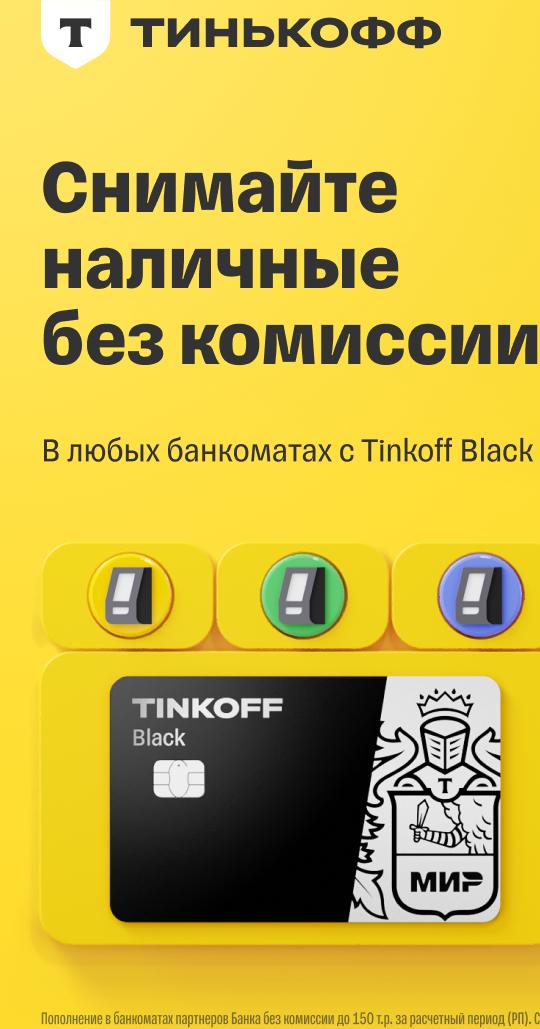 Т ТИНЬКОФФ
Снимайте
наличные
без комиссии
В любых банкоматах с Tinkoff Black
TINKOFF
Black
Т
МИР
Пополнение в банкоматах партнеров Банка без комиссии до 150 т.р. за расчетный период (РП). С